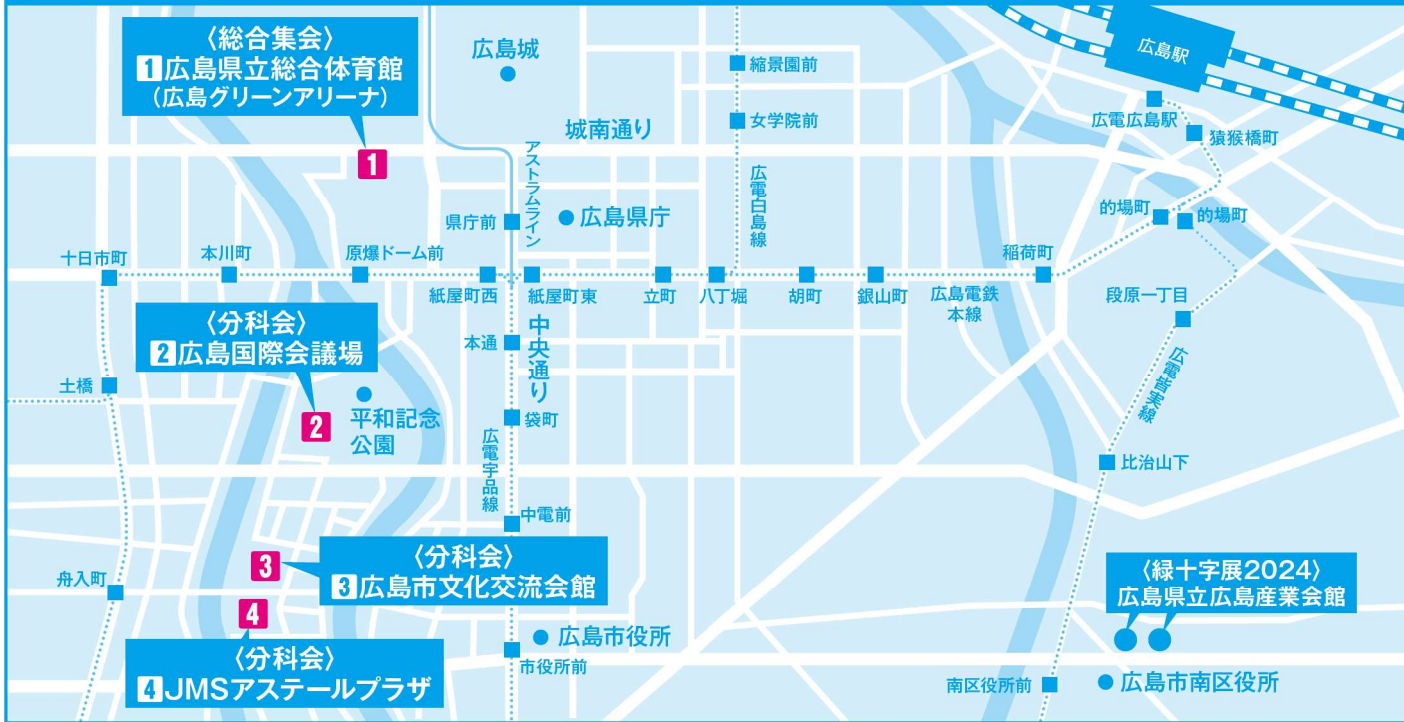 〈総合集会〉
1広島県立総合体育館
(広島グリーンアリーナ)
広島城
縮景園前
女学院前
広島駅
広電広島駅
猿猴橋町
城南通り
1
アストラムライン
広電白島線
県庁前
広島県庁
的場町
的場町
十日市町
本川町
原爆ドーム前
紙屋町西
紙屋町東
立町
八丁堀
胡町
銀山町
広島電鉄
本線
稲荷町
段原一丁目
〈分科会〉
2広島国際会議場
本通
中央通り
広電皆実線
土橋
2
平和記念
公園
袋町
広電宇品線
比治山下
中電前
3
〈分科会〉
3広島市文化交流会館
舟入町
4
〈緑十字展2024〉
広島県立広島産業会館
〈分科会〉
4JMSアステールプラザ
広島市役所
市役所前
南区役所前
広島市南区役所